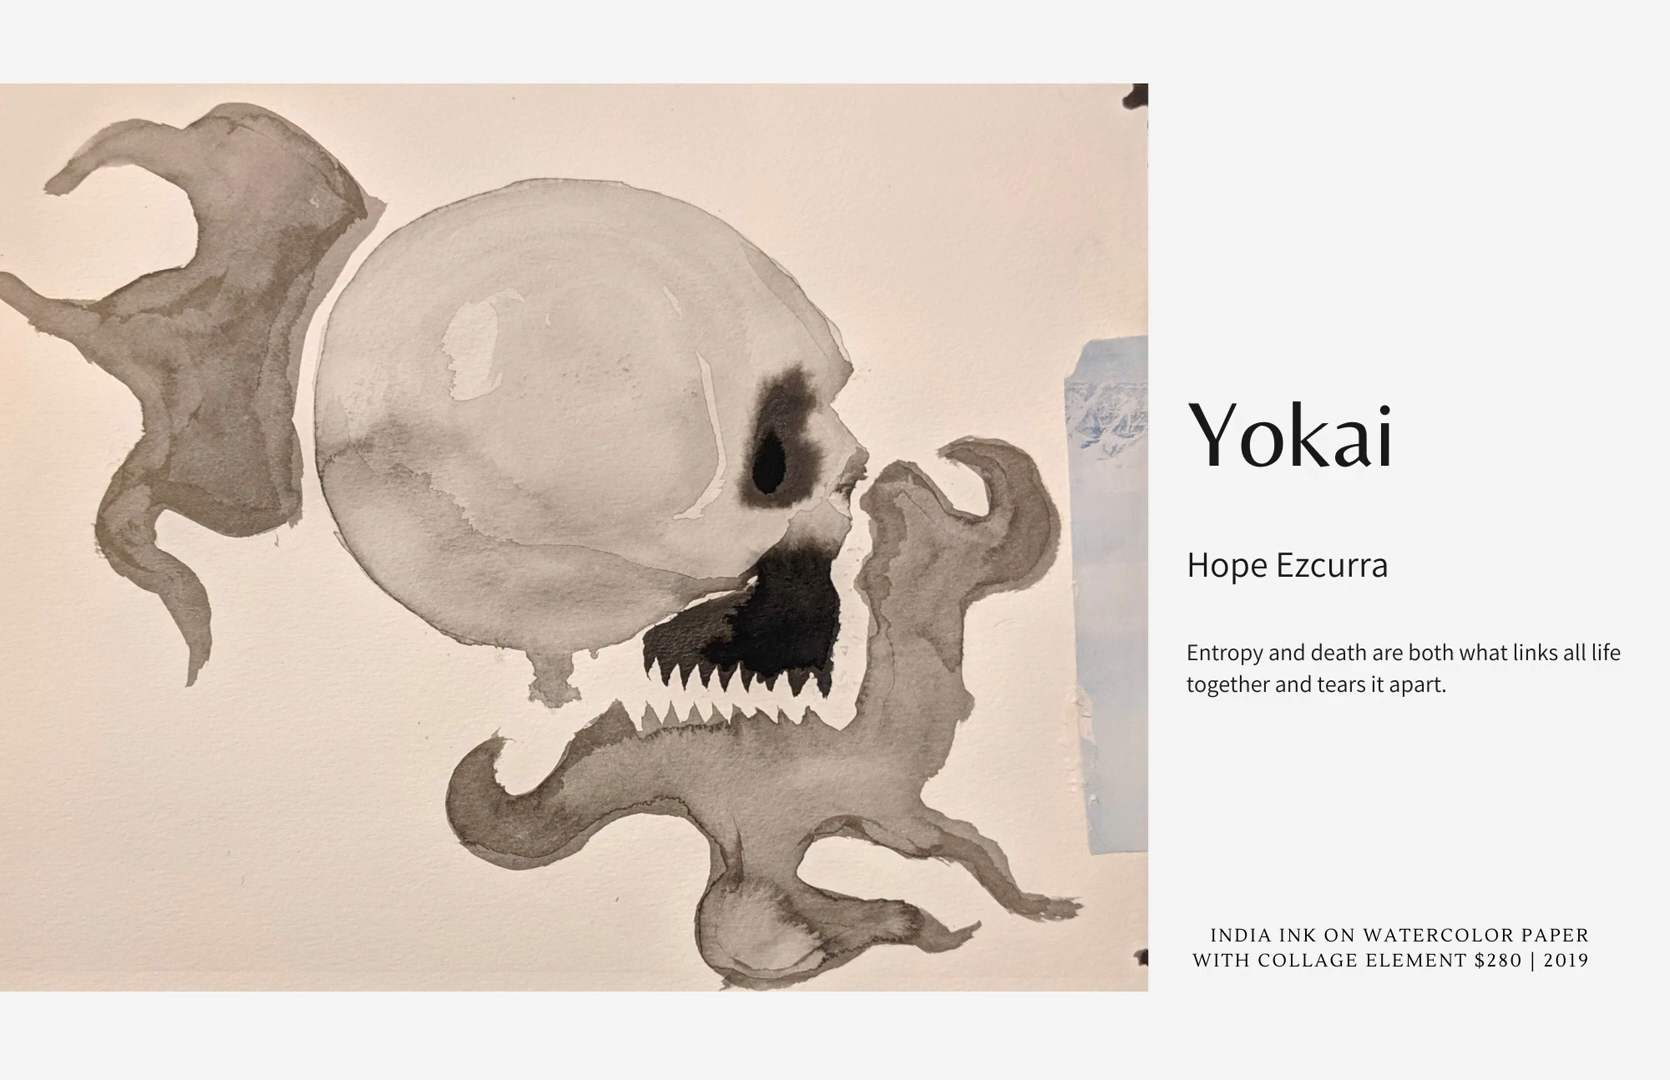 Yokai
Hope Ezcurra
Entropy and death are both what links all life
together and tears it apart.
INDIA INK ON WATERCOLOR PAPER
WITH COLLAGE ELEMENT $280 | 2019